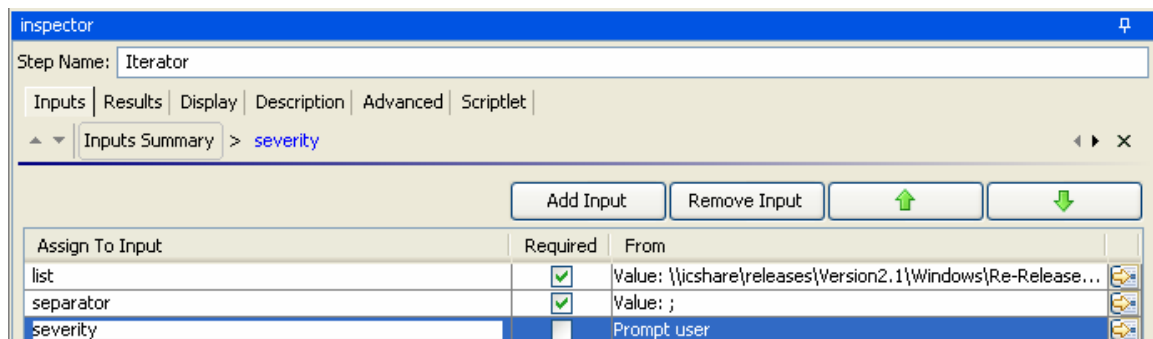 inspector
Step Name: Iterator
Inputs Results Display Description Advanced Scriptlet
Inputs Summary > severity
Add Input Remove Input
Assign To Input Required From
list Value: \\icshare\releases\Version2.1\Windows\Re-Release...
separator Value: ;
severity Prompt user